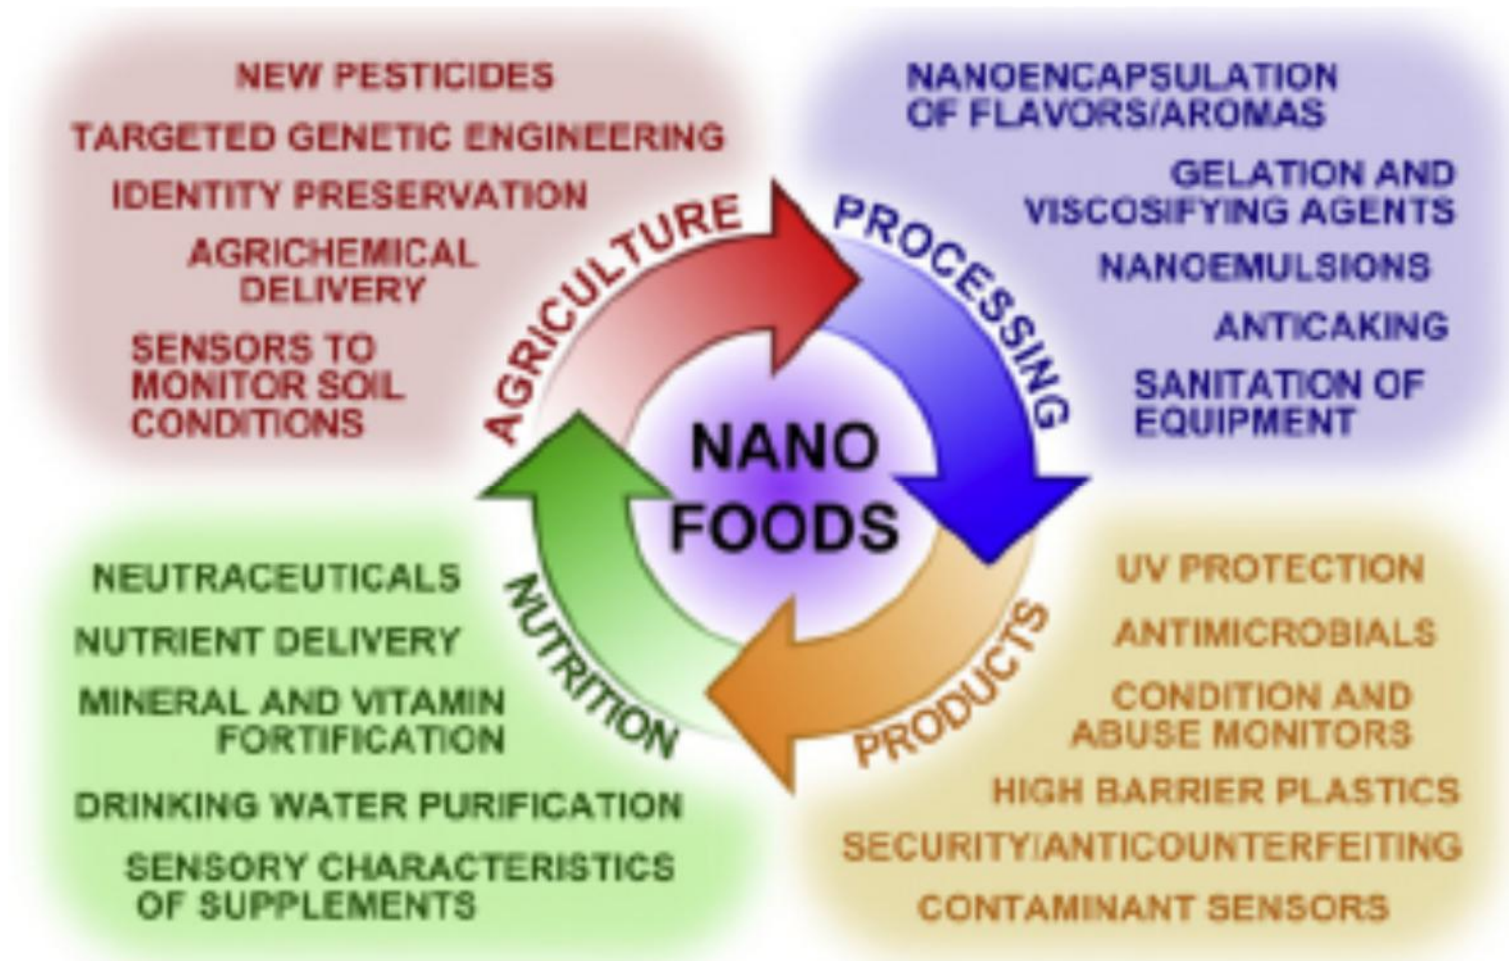 NEW PESTICIDES
TARGETED GENETIC ENGINEERING
IDENTITY PRESERVATION
AGRICHEMICAL
DELIVERY
SENSORS TO
MONITOR SOIL
CONDITIONS
AGRICULTURE
PROCESSING
NANOENCAPSULATION
OF FLAVORS/AROMAS
GELATION AND
VISCOSIFYING AGENTS
NANOEMULSIONS
ANTICAKING
SANITATION OF
EQUIPMENT
NANO
FOODS
NEUTRACEUTICALS
NUTRIENT DELIVERY
MINERAL AND VITAMIN
FORTIFICATION
DRINKING WATER PURIFICATION
SENSORY CHARACTERISTICS
OF SUPPLEMENTS
NUTRITION
PRODUCTS
UV PROTECTION
ANTIMICROBIALS
CONDITION AND
ABUSE MONITORS
HIGH BARRIER PLASTICS
SECURITY/ANTICOUNTERFEITING
CONTAMINANT SENSORS